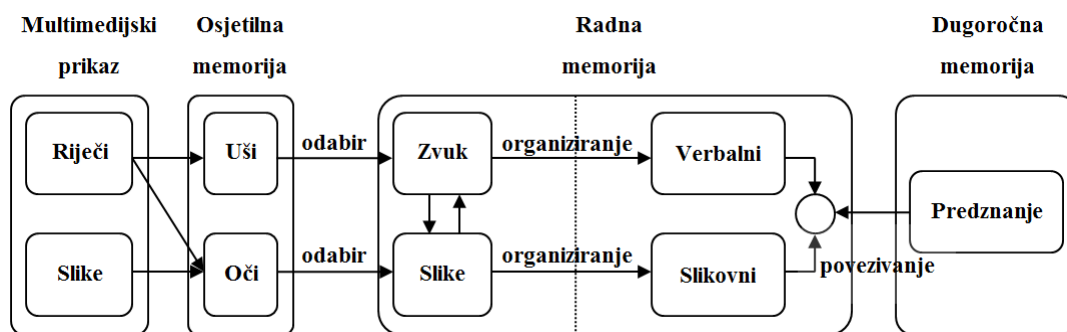 Multimedijski
prikaz
Osjetilna
memorija
Radna
memorija
Dugoročna
memorija
Riječi
Uši
odabir
Zvuk
organiziranje
Verbalni
Predznanje
Slike
Oči
odabir
Slike
organiziranje
Slikovni
povezivanje